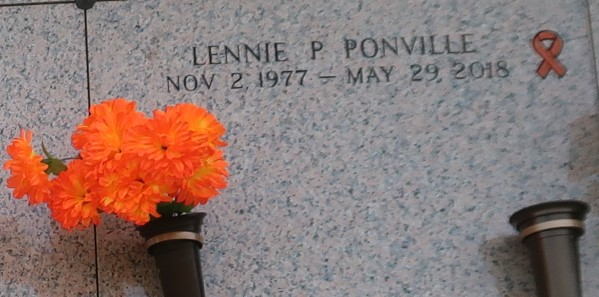 LENNIE P PONVILLE
NOV 2, 1977 – MAY 29, 2018